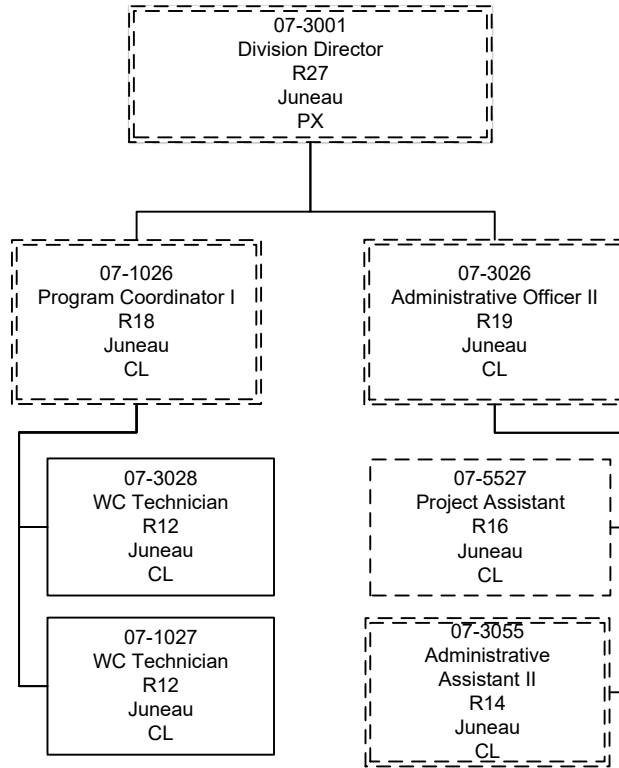 07-3001
Division Director
R27
Juneau
PX
07-1026
Program Coordinator I
R18
Juneau
CL
07-3026
Administrative Officer II
R19
Juneau
CL
07-3028
WC Technician
R12
Juneau
CL
07-5527
Project Assistant
R16
Juneau
CL
07-1027
WC Technician
R12
Juneau
CL
07-3055
Administrative
Assistant II
R14
Juneau
CL